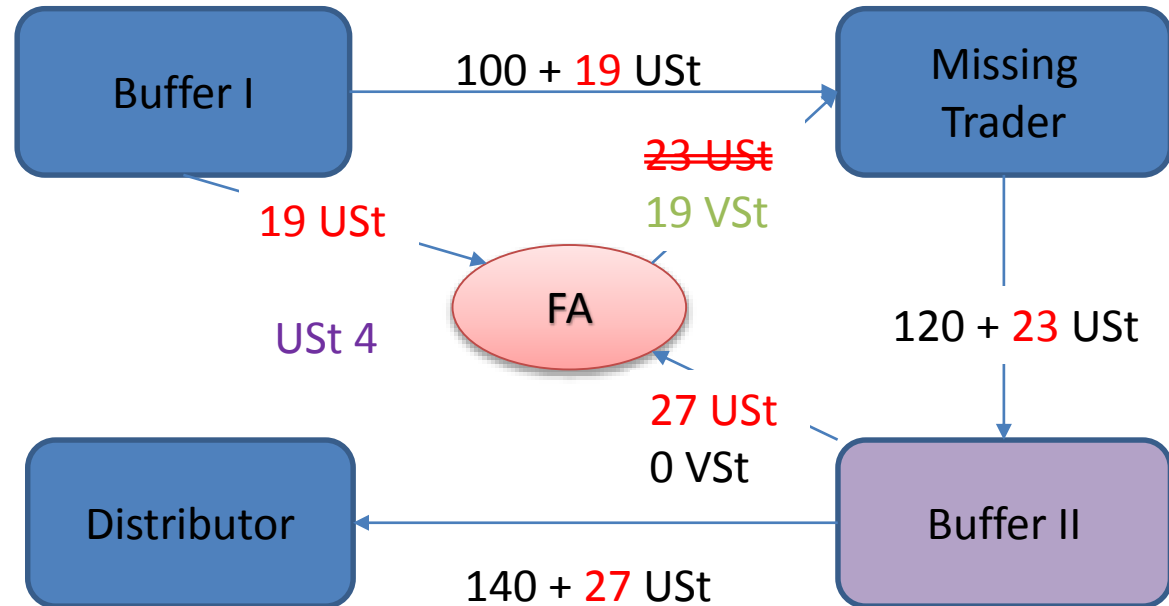 Buffer I
100 + 19 USt
Missing
Trader
23 USt
19 VSt
19 USt
FA
USt 4
120 + 23 USt
27 USt
0 VSt
Distributor
Buffer II
140 + 27 USt